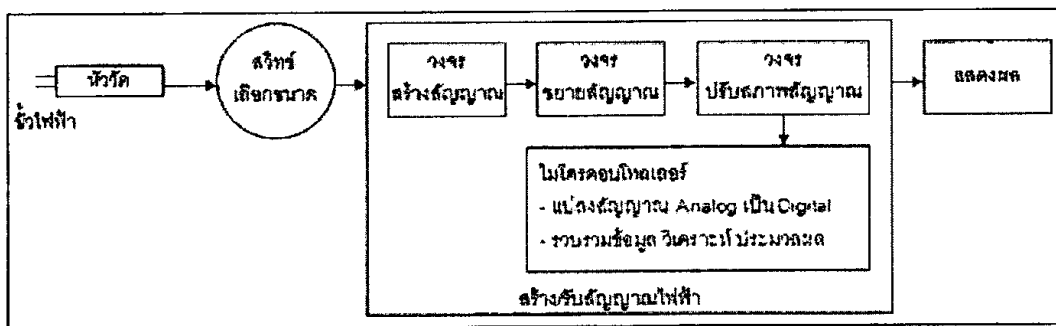 ขั้วไฟฟ้า
หัววัด
สวิทช์
เลือกขนาด
วงจร
สร้างสัญญาณ
วงจร
ขยายสัญญาณ
วงจร
ปรับสภาพสัญญาณ
แสดงผล
ไมโครคอนโทลเลอร์
- แปลงสัญญาณ Analog เป็น Digital
- รวบรวมข้อมูล วิเคราะห์ ประมวลผล
สร้าง/รับสัญญาณไฟฟ้า